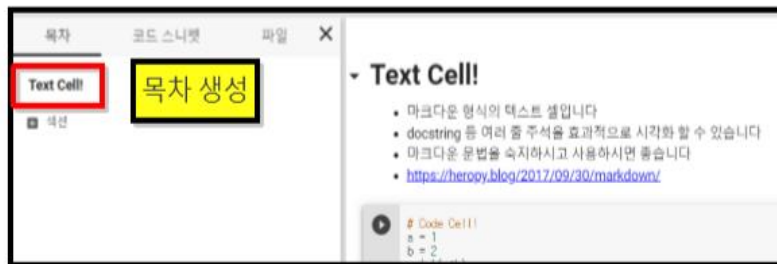 목차 코드 스니펫 파일 ✕
Text Cell!
목차 생성
섹션
Text Cell!
마크다운 형식의 텍스트 셀입니다
docstring 등 여러 줄 주석을 효과적으로 시각화 할 수 있습니다
마크다운 문법을 숙지하시고 사용하시면 좋습니다
https://heropy.blog/2017/09/30/markdown/
# Code Cell!
a = 1
b = 2